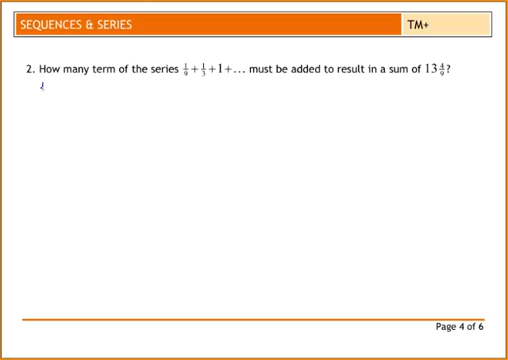 SEQUENCES & SERIES
TM+
2. How many term of the series 1/9 + 1/3 + 1 + … must be added to result in a sum of 13 4/9?
Page 4 of 6